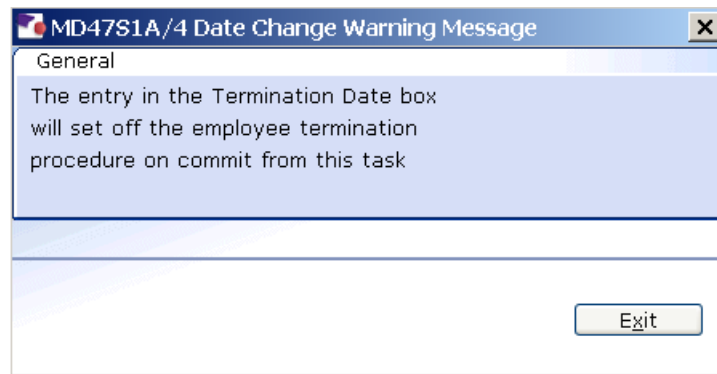 MD47S1A/4 Date Change Warning Message
General
The entry in the Termination Date box
will set off the employee termination
procedure on commit from this task
Exit